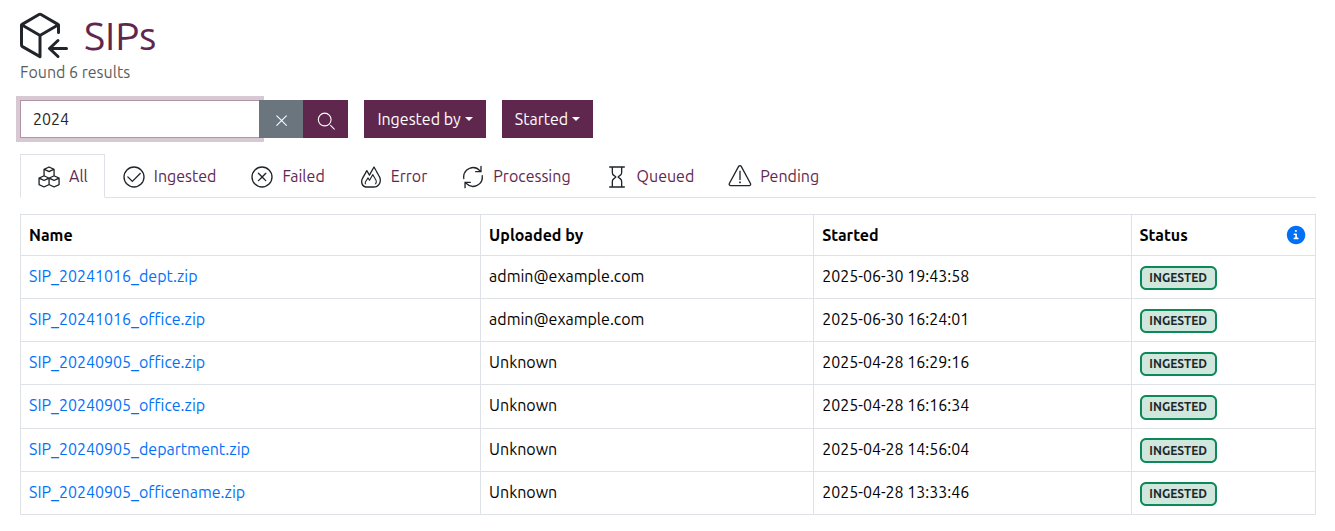 SIPs
Found 6 results
2024 Ingested by Started
All Ingested Failed Error Processing Queued Pending
Name Uploaded by Started Status
SIP_20241016_dept.zip admin@example.com 2025-06-30 19:43:58 INGESTED
SIP_20241016_office.zip admin@example.com 2025-06-30 16:24:01 INGESTED
SIP_20240905_office.zip Unknown 2025-04-28 16:29:16 INGESTED
SIP_20240905_office.zip Unknown 2025-04-28 16:16:34 INGESTED
SIP_20240905_department.zip Unknown 2025-04-28 14:56:04 INGESTED
SIP_20240905_officename.zip Unknown 2025-04-28 13:33:46 INGESTED